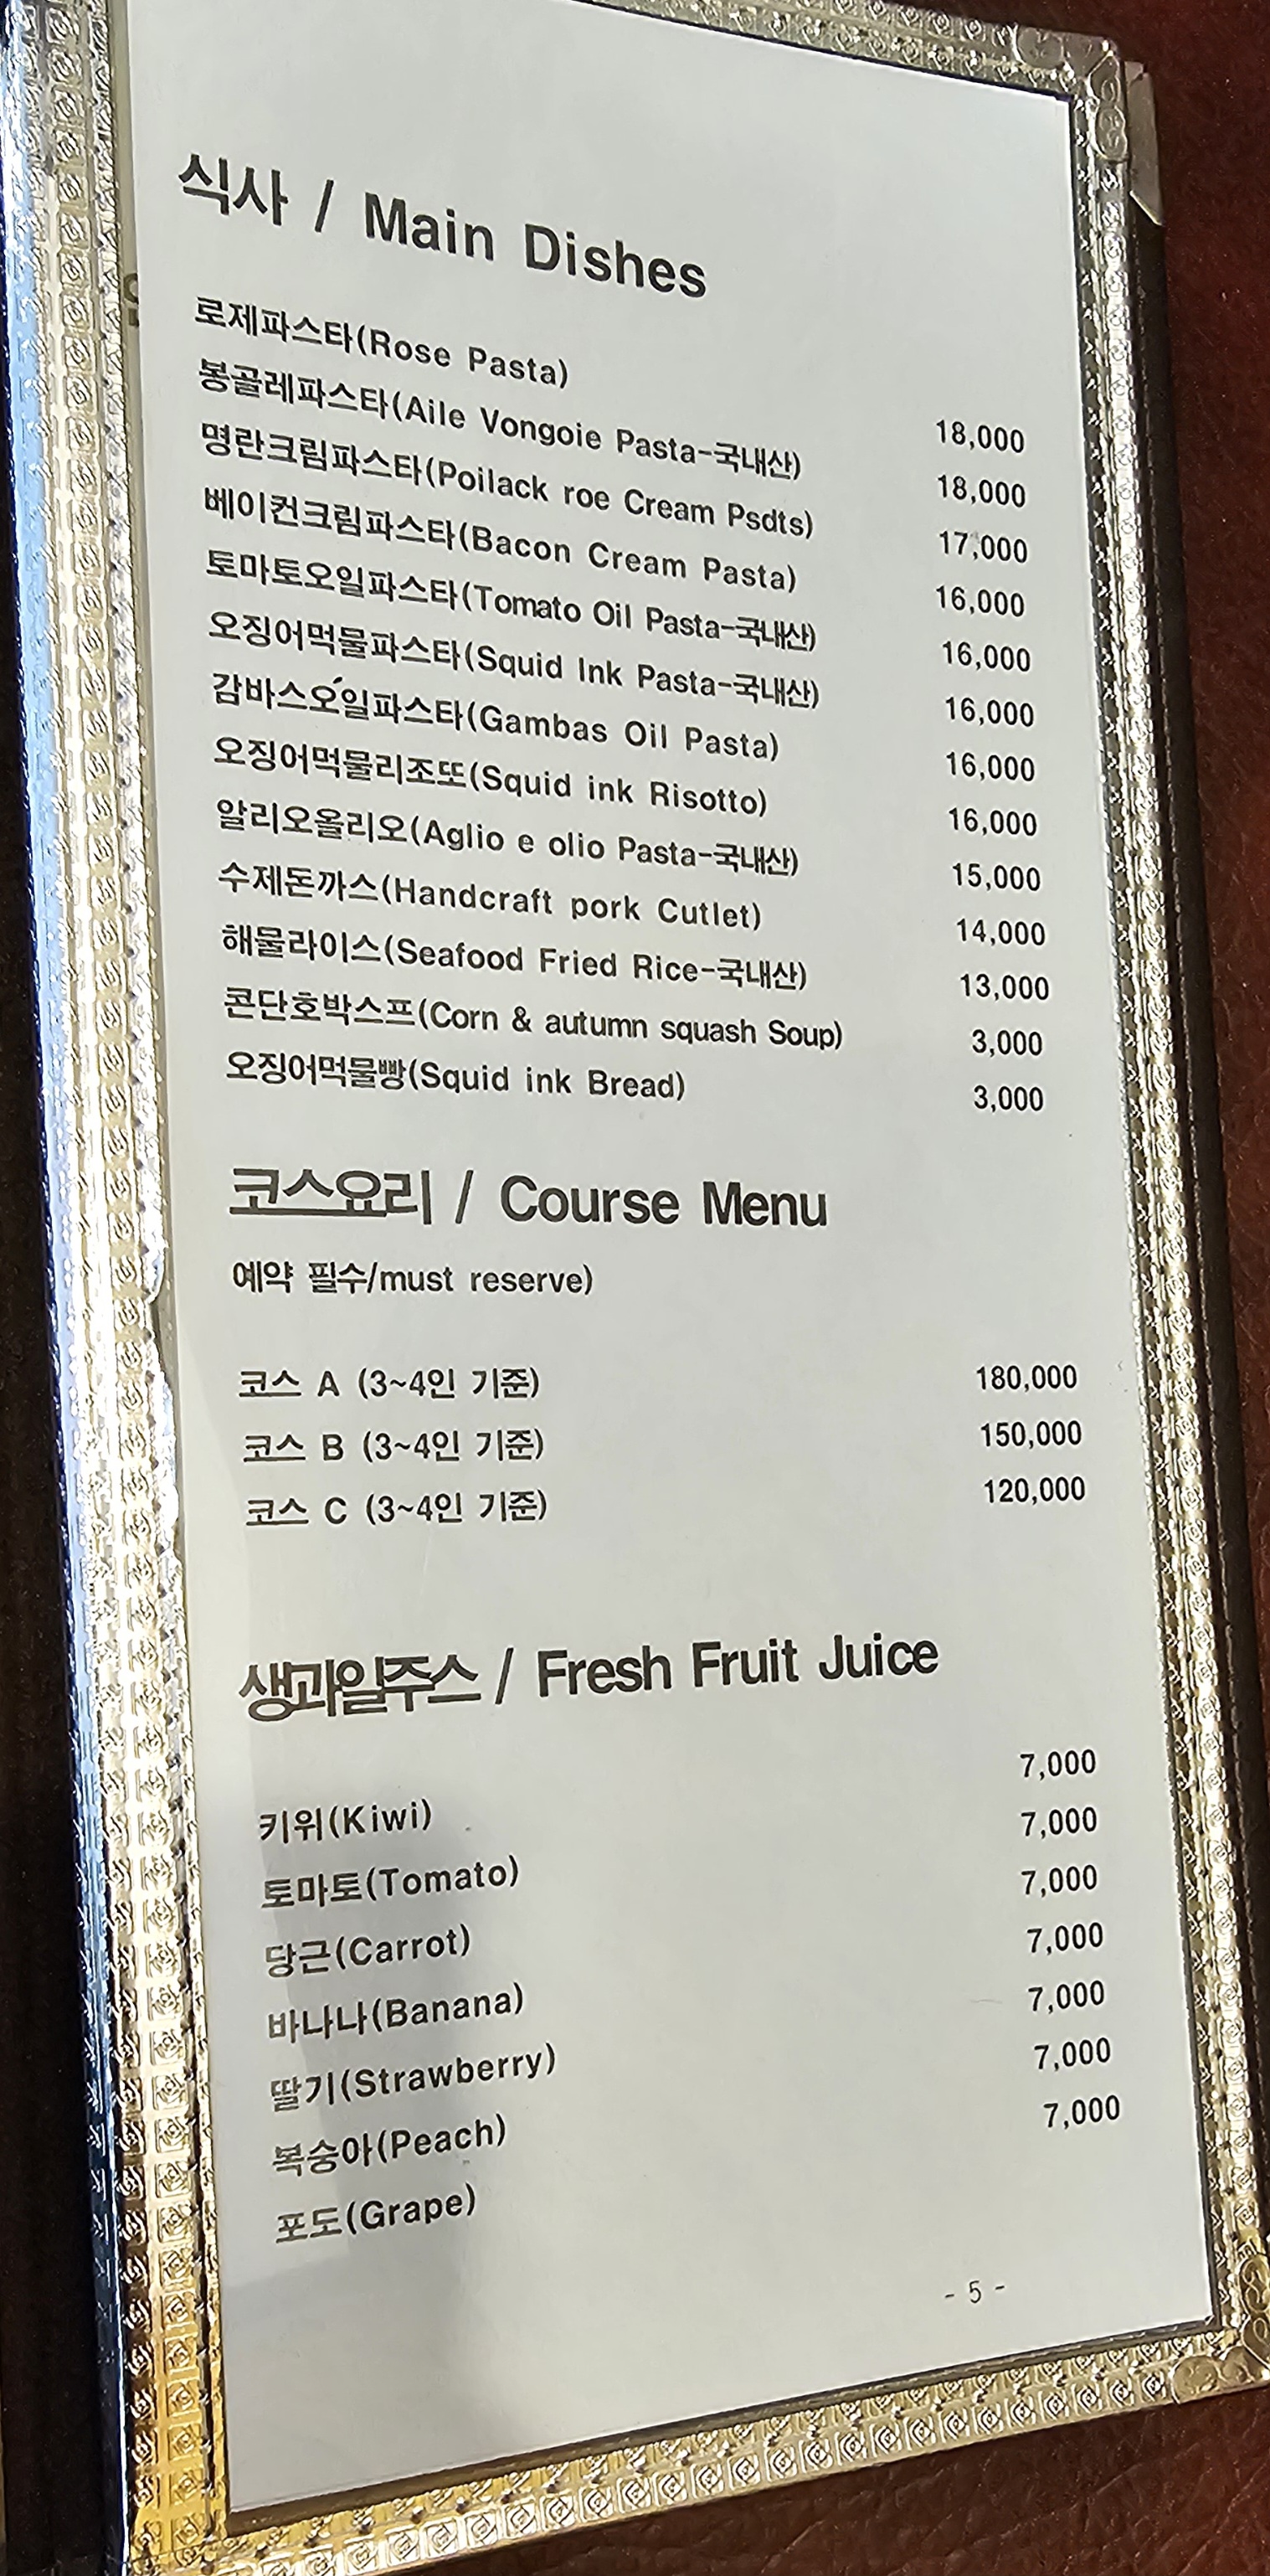 식사 / Main Dishes
로제파스타(Rose Pasta) 18,000
봉골레파스타(Aile Vongoie Pasta-국내산) 18,000
명란크림파스타(Poilack roe Cream Psdts) 17,000
베이컨크림파스타(Bacon Cream Pasta) 16,000
토마토오일파스타(Tomato Oil Pasta-국내산) 16,000
오징어먹물파스타(Squid Ink Pasta-국내산) 16,000
감바스오일파스타(Gambas Oil Pasta) 16,000
오징어먹물리조또(Squid ink Risotto) 16,000
알리오올리오(Aglio e olio Pasta-국내산) 15,000
수제돈까스(Handcraft pork Cutlet) 14,000
해물라이스(Seafood Fried Rice-국내산) 13,000
콘단호박스프(Corn & autumn squash Soup) 3,000
오징어먹물빵(Squid ink Bread) 3,000
코스요리 / Course Menu
예약 필수/must reserve)
코스 A (3~4인 기준) 180,000
코스 B (3~4인 기준) 150,000
코스 C (3~4인 기준) 120,000
생과일주스 / Fresh Fruit Juice
키위(Kiwi) 7,000
토마토(Tomato) 7,000
당근(Carrot) 7,000
바나나(Banana) 7,000
딸기(Strawberry) 7,000
복숭아(Peach) 7,000
포도(Grape) 7,000
- 5 -